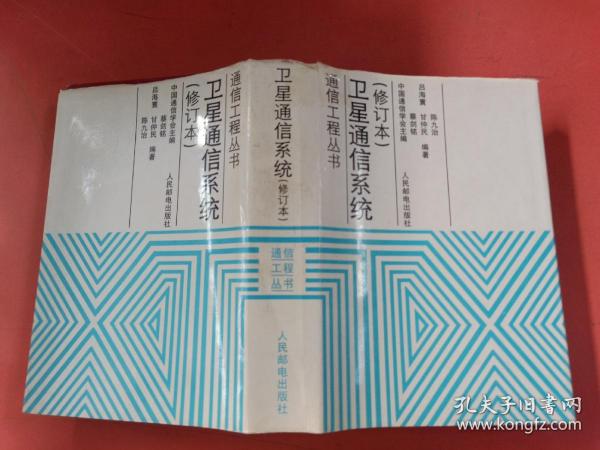 通信工程丛书
卫星通信系统
(修订本)
中国通信学会主编
蔡剑铭
吕海寰 甘仲民 编著
陈九治
人民邮电出版社
卫星通信系统(修订本)
通信
工程
丛书
人民邮电出版社
通信工程丛书
卫星通信系统
(修订本)
中国通信学会主编
蔡剑铭
吕海寰 甘仲民 编著
陈九治
人民邮电出版社
孔夫子旧书网
kongfz.com